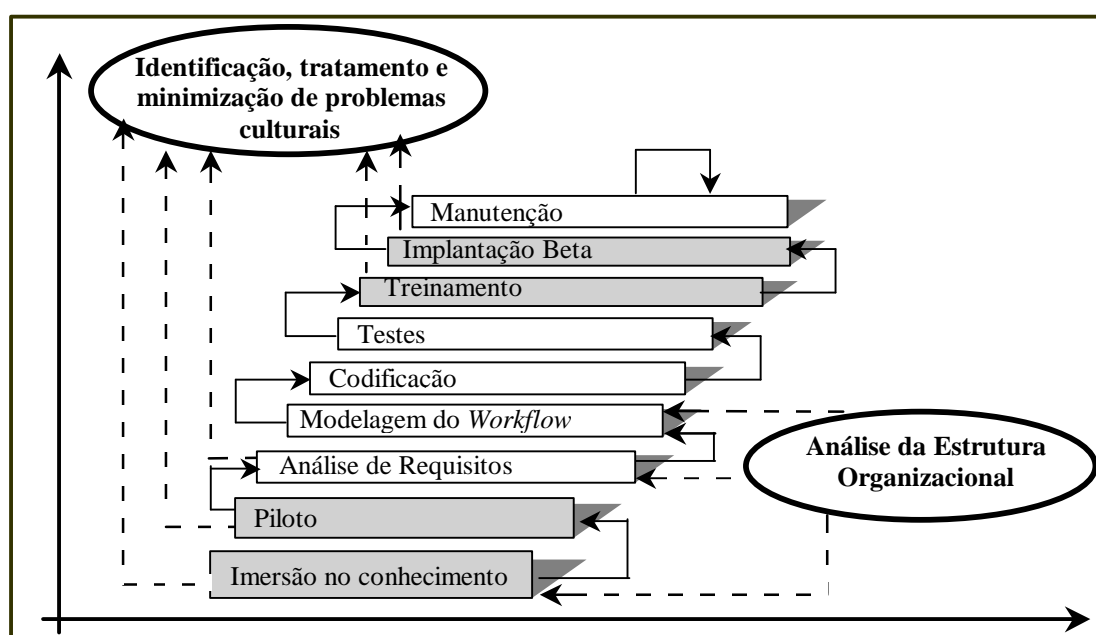 Identificação, tratamento e
minimização de problemas
culturais
Manutenção
Implantação Beta
Treinamento
Testes
Codificacão
Modelagem do Workflow
Análise de Requisitos
Análise da Estrutura
Organizacional
Piloto
Imersão no conhecimento